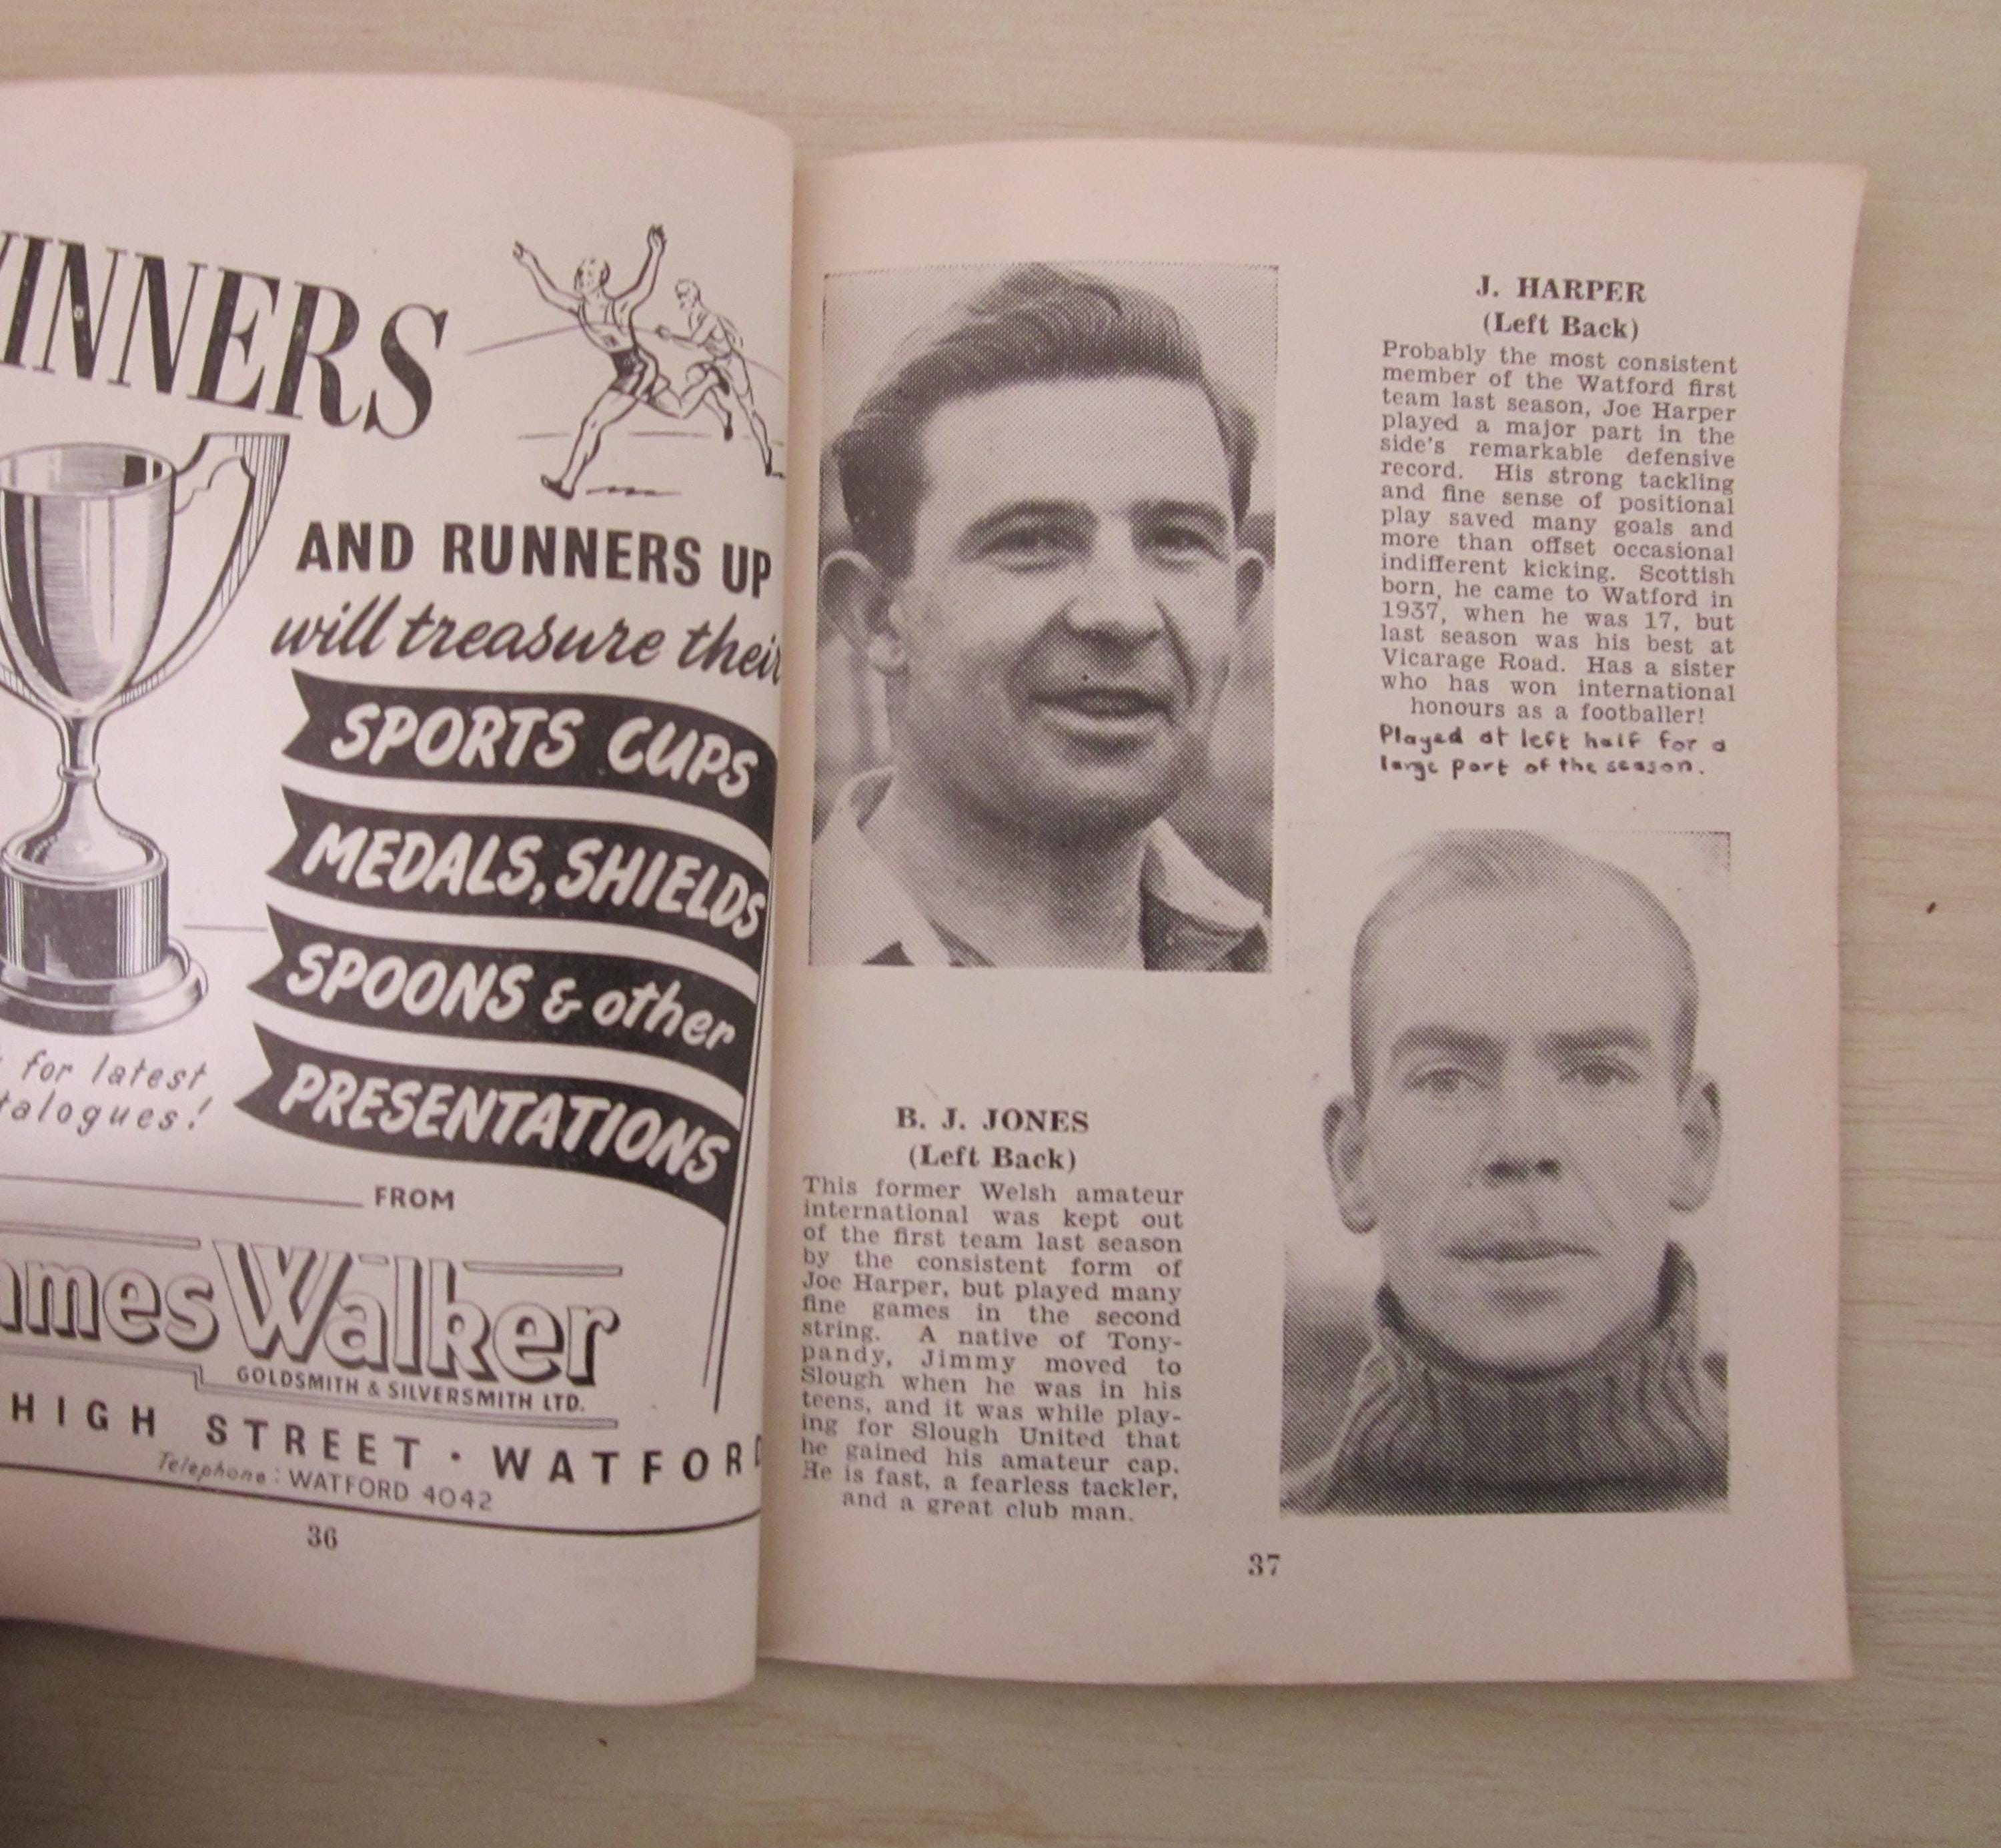 INNERS
AND RUNNERS UP
will treasure their
SPORTS CUPS
MEDALS, SHIELDS
SPOONS & other
PRESENTATIONS
for latest
FROM
Walker
GOLDSMITH & SILVERSMITH LTD.
HIGH STREET · WATFORD
Telephone: WATFORD 4042
36
J. HARPER
(Left Back)
Probably the most consistent
member of the Watford first
team last season, Joe Harper
played a major part in the
side's remarkable defensive
record. His strong tackling
and fine sense of positional
play saved many goals and
more than offset occasional
indifferent kicking. Scottish
born, he came to Watford in
1937, when he was 17, but
last season was his best at
Vicarage Road. Has a sister
who has won international
honours as a footballer!
Played at left half for a
large part of the season.
B. J. JONES
(Left Back)
This former Welsh amateur
international was kept out
of the first team last season
by the consistent form of
Joe Harper, but played many
fine games in the second
string. A native of Tony-
pandy, Jimmy moved to
Slough when he was in his
teens, and it was while play-
ing for Slough United that
he gained his amateur cap.
He is fast, a fearless tackler,
and a great club man.
37